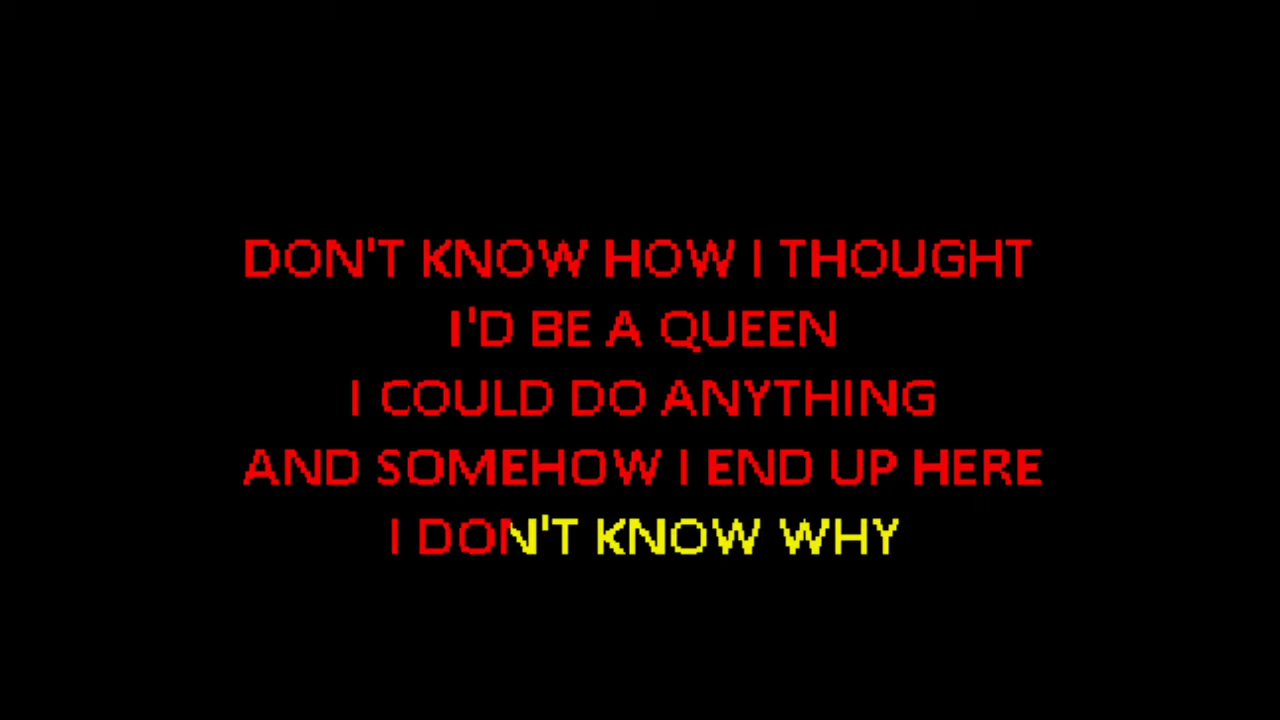 DON'T KNOW HOW I THOUGHT
I'D BE A QUEEN
I COULD DO ANYTHING
AND SOMEHOW I END UP HERE
I DON'T KNOW WHY